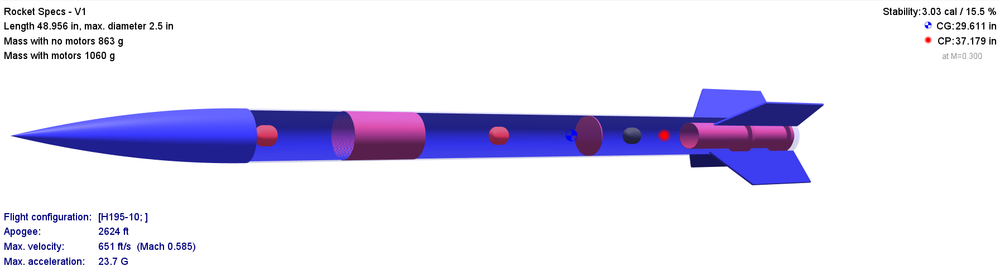 Rocket Specs - V1
Length 48.956 in, max. diameter 2.5 in
Mass with no motors 863 g
Mass with motors 1060 g
Stability: 3.03 cal / 15.5 %
CG: 29.611 in
CP: 37.179 in
at M=0.300
Flight configuration: [H195-10; ]
Apogee: 2624 ft
Max. velocity: 651 ft/s (Mach 0.585)
Max. acceleration: 23.7 G